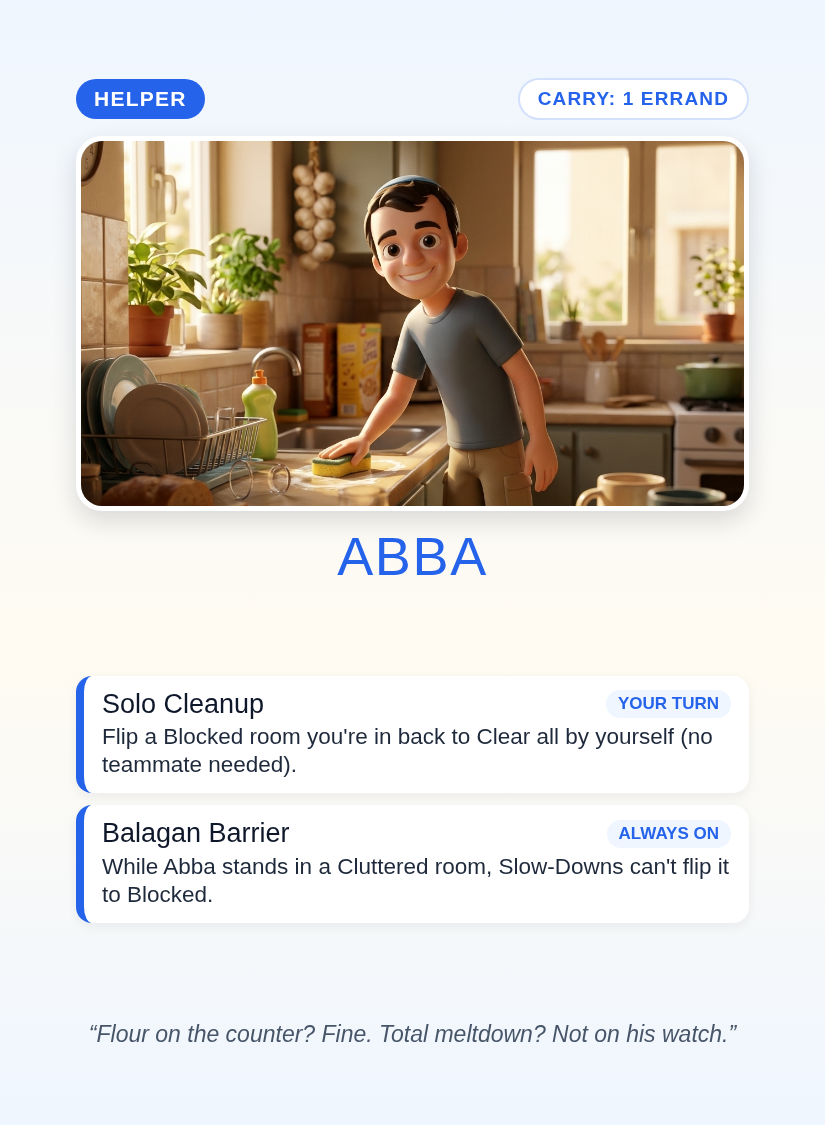 HELPER
CARRY: 1 ERRAND
ABBA
Solo Cleanup
YOUR TURN
Flip a Blocked room you're in back to Clear all by yourself (no
teammate needed).
Balagan Barrier
ALWAYS ON
While Abba stands in a Cluttered room, Slow-Downs can't flip it
to Blocked.
“Flour on the counter? Fine. Total meltdown? Not on his watch.”